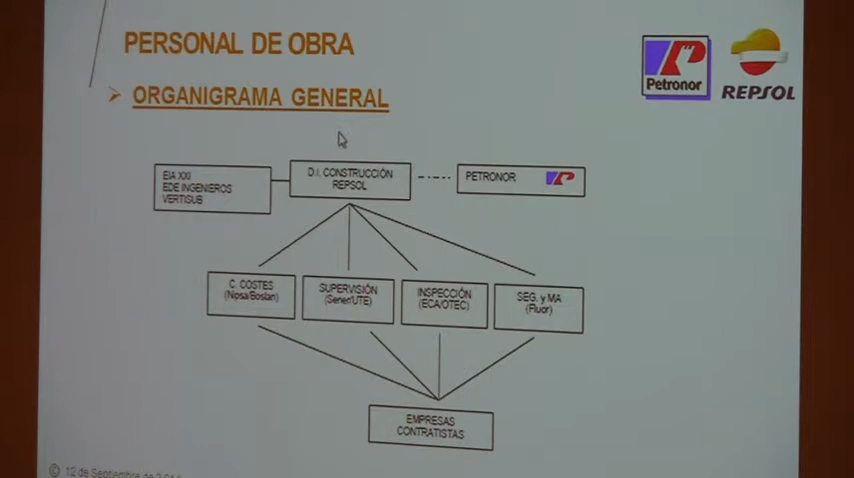 PERSONAL DE OBRA
ORGANIGRAMA GENERAL
Petronor
REPSOL
EIA XXI
EDE INGENIEROS
VERTISUB
D.I. CONSTRUCCIÓN
REPSOL
PETRONOR
C. COSTES
(Nipsa/Boslan)
SUPERVISIÓN
(Sener/UTE)
INSPECCIÓN
(ECA/OTEC)
SEG. y MA
(Fluor)
EMPRESAS
CONTRATISTAS
© 12 de Septiembre de